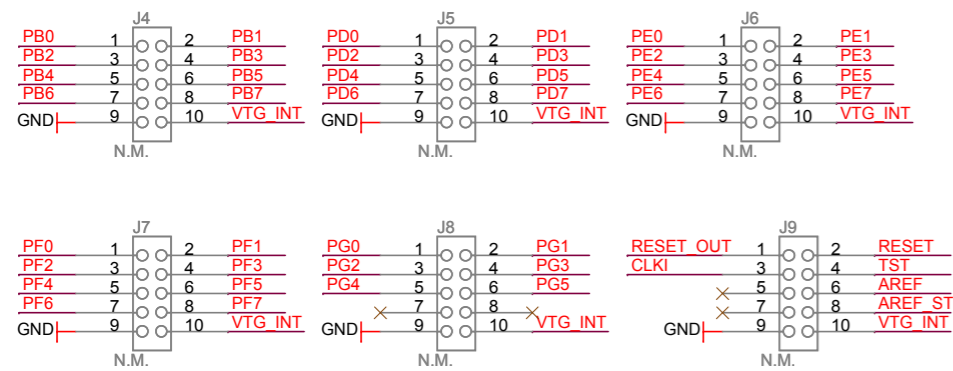 J4 J5 J6
PB0 1 2 PB1 PD0 1 2 PD1 PE0 1 2 PE1
PB2 3 4 PB3 PD2 3 4 PD3 PE2 3 4 PE3
PB4 5 6 PB5 PD4 5 6 PD5 PE4 5 6 PE5
PB6 7 8 PB7 PD6 7 8 PD7 PE6 7 8 PE7
GND 9 10 VTG_INT GND 9 10 VTG_INT GND 9 10 VTG_INT
N.M. N.M. N.M.
J7 J8 J9
PF0 1 2 PF1 PG0 1 2 PG1 RESET_OUT 1 2 RESET
PF2 3 4 PF3 PG2 3 4 PG3 CLKI 3 4 TST
PF4 5 6 PF5 PG4 5 6 PG5 5 6 AREF
PF6 7 8 PF7 7 8 7 8 AREF_ST
GND 9 10 VTG_INT GND 9 10 VTG_INT GND 9 10 VTG_INT
N.M. N.M. N.M.